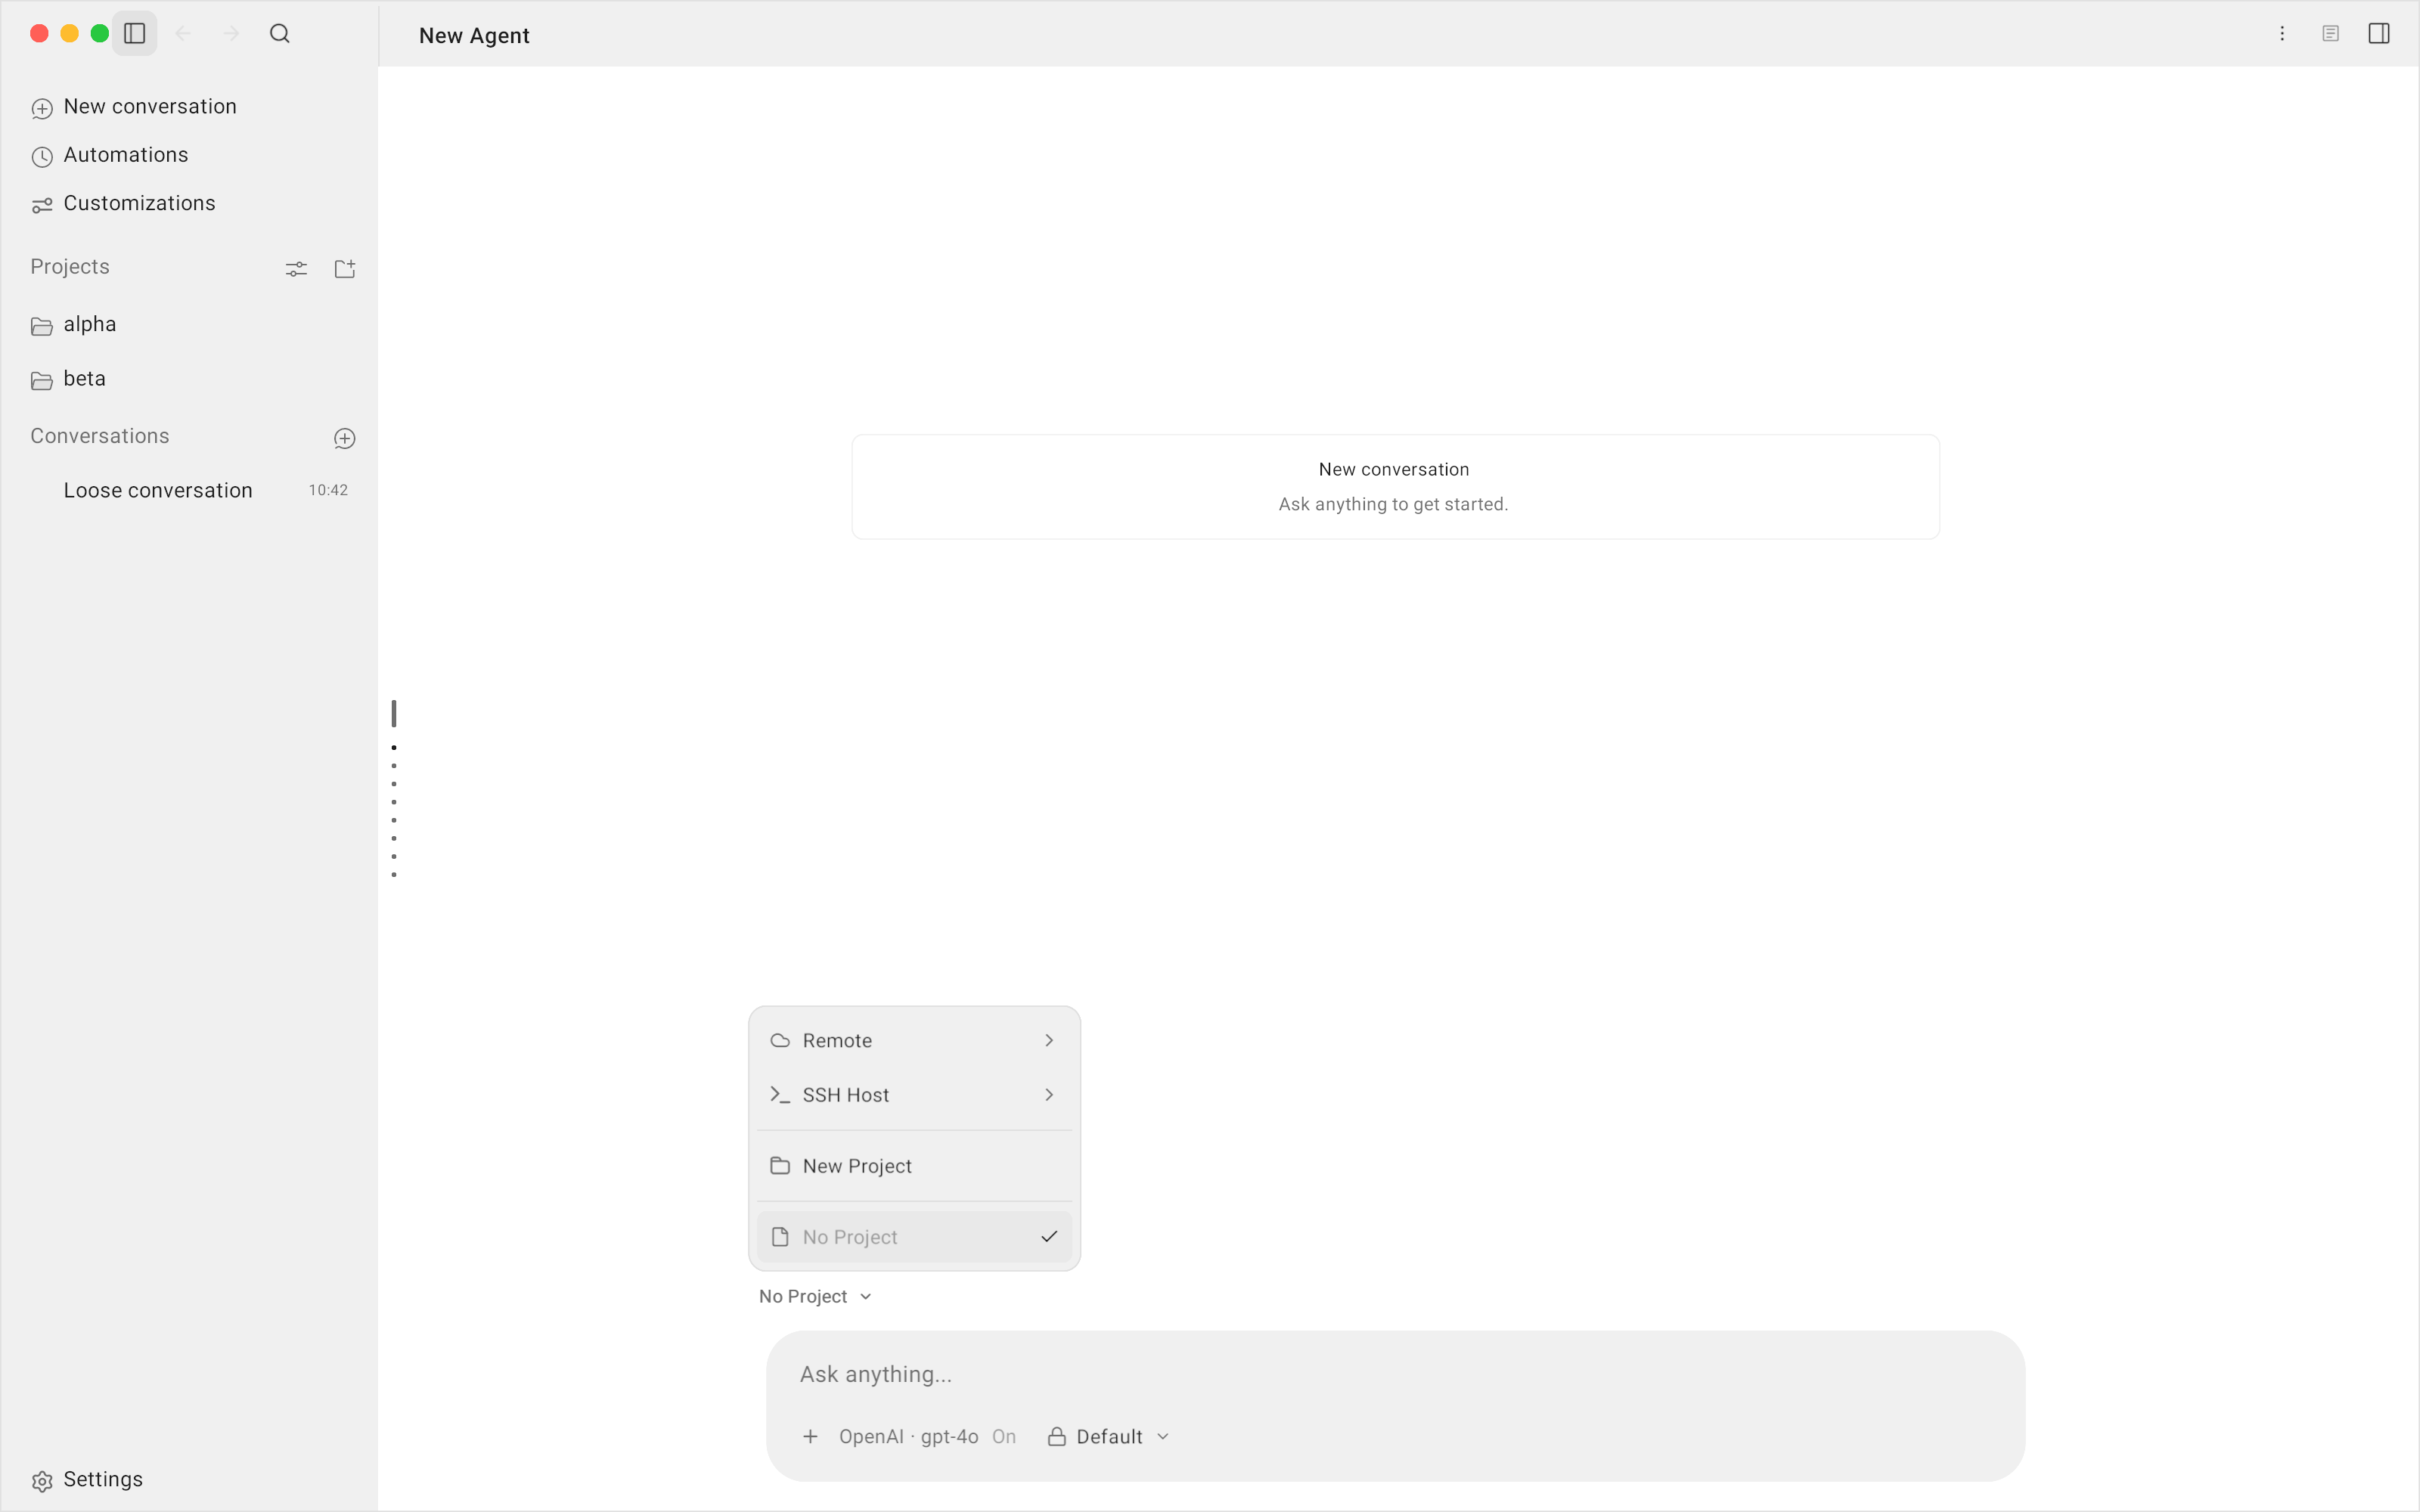 New Agent
New conversation
Automations
Customizations
Projects
alpha
beta
Conversations
Loose conversation 10:42
New conversation
Ask anything to get started.
Remote
SSH Host
New Project
No Project
No Project
Ask anything...
OpenAI · gpt-4o On Default
Settings